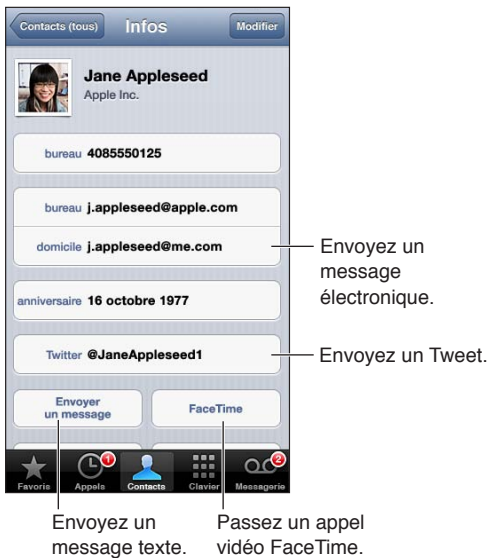 Contacts (tous) Infos Modifier
Jane Appleseed
Apple Inc.
bureau 4085550125
bureau j.appleseed@apple.com
domicile j.appleseed@me.com
Envoyez un
message
électronique.
anniversaire 16 octobre 1977
Twitter @JaneAppleseed1
Envoyez un Tweet.
Envoyer
un message
FaceTime
1
2
Favoris Appels Contacts Clavier Messagerie
Envoyez un
message texte.
Passez un appel
vidéo FaceTime.